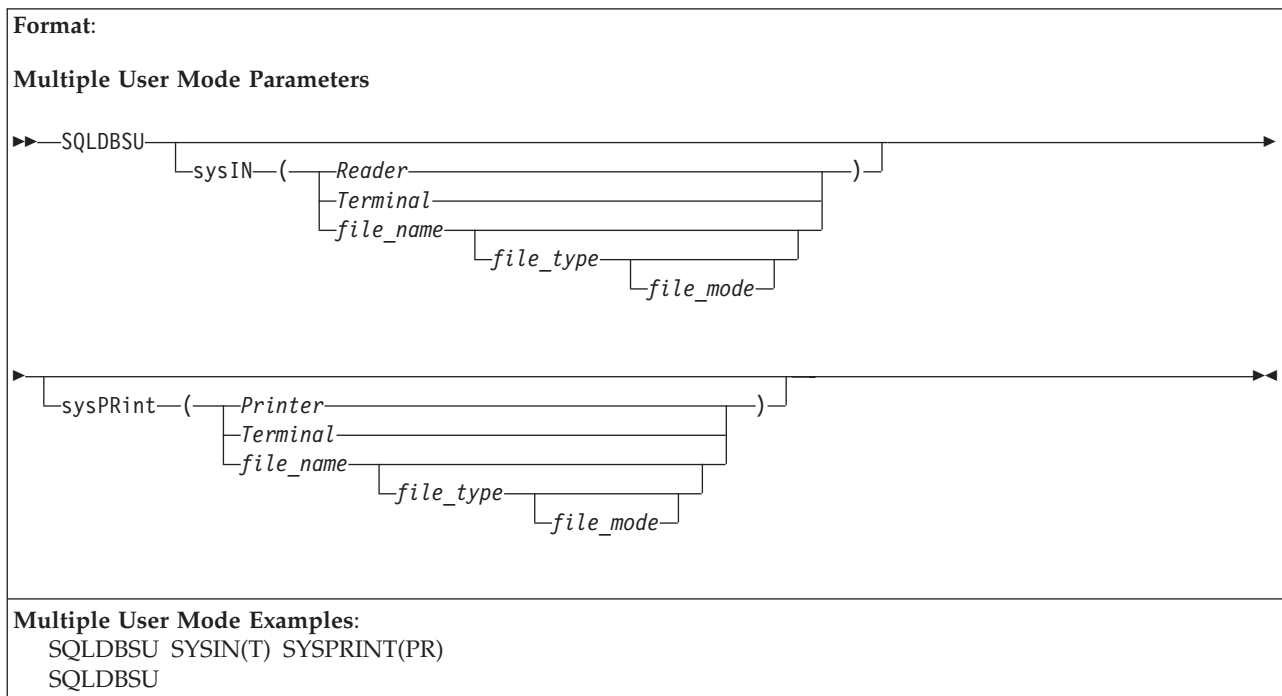 Format:
Multiple User Mode Parameters
SQLDBSU
sysIN ( Reader )
Terminal
file_name
file_type
file_mode
sysPRint ( Printer )
Terminal
file_name
file_type
file_mode
Multiple User Mode Examples:
SQLDBSU SYSIN(T) SYSPRINT(PR)
SQLDBSU